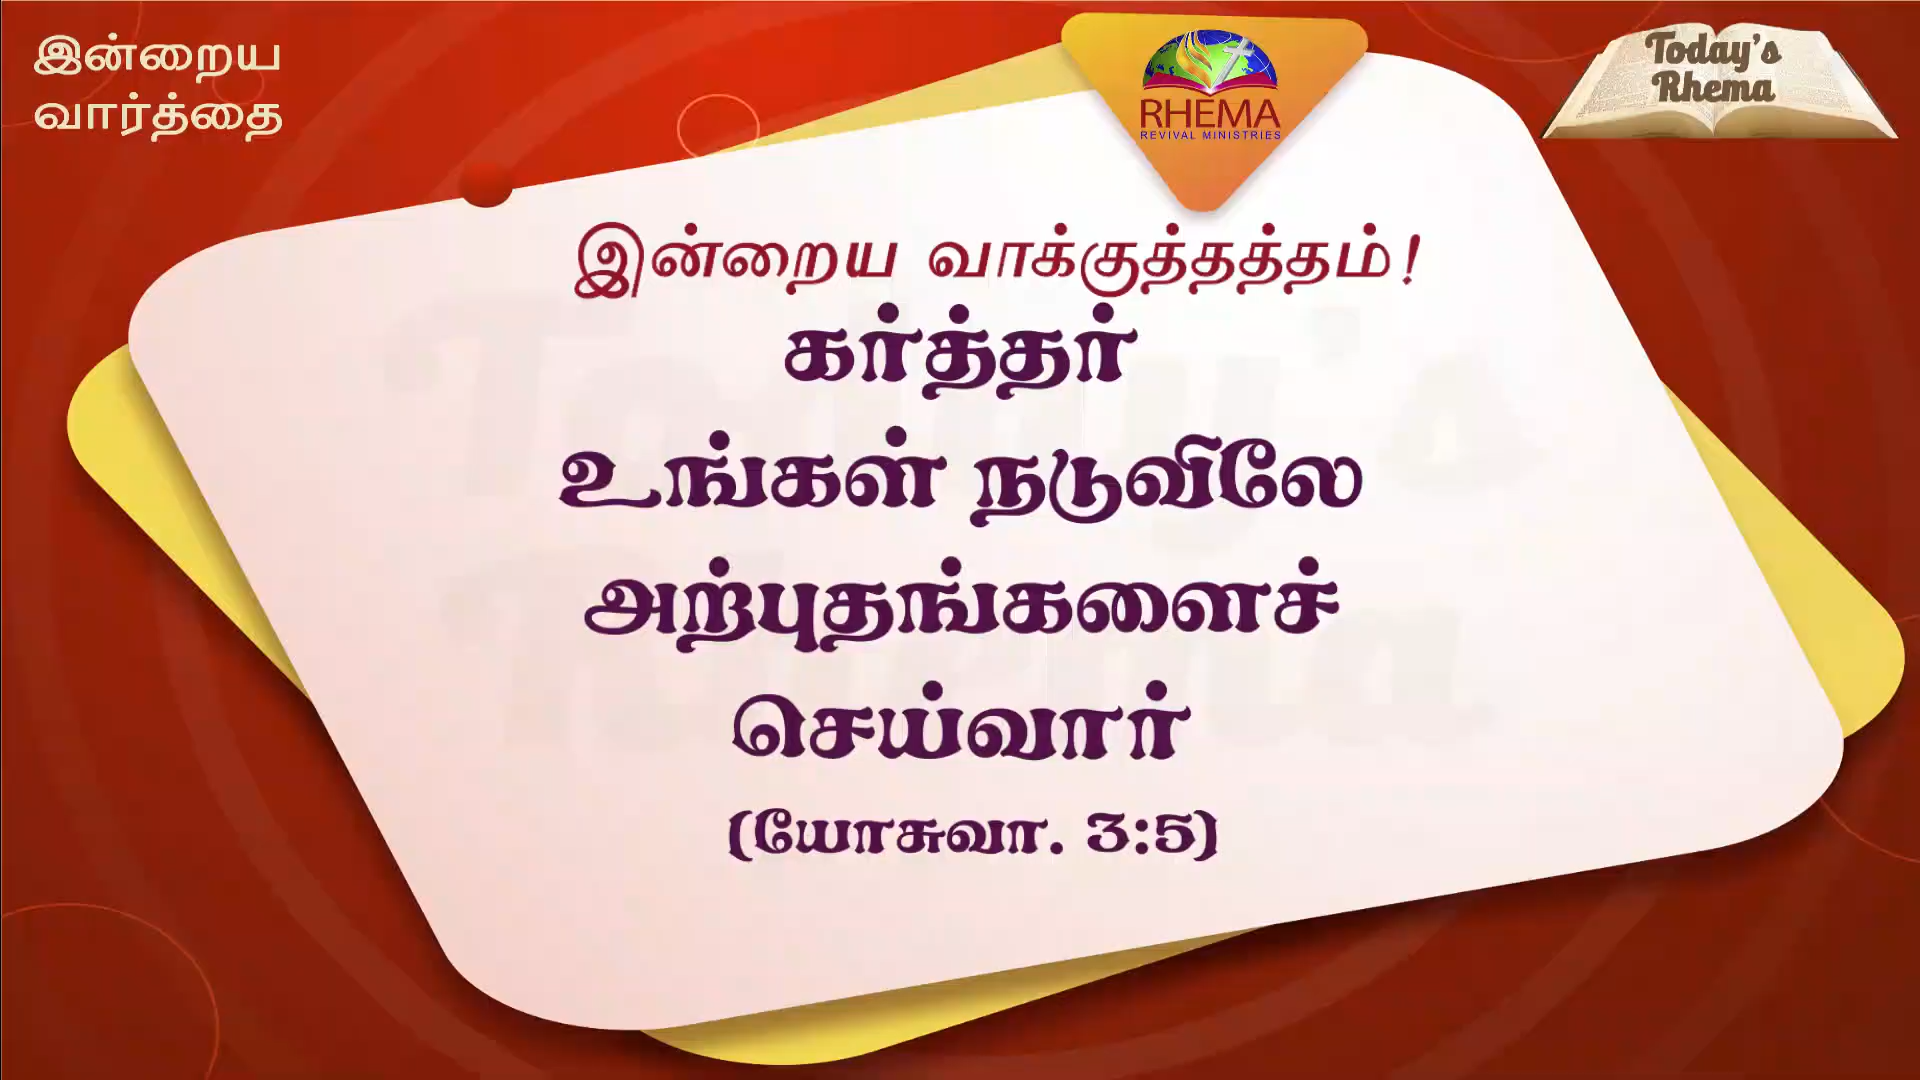 இன்றைய
வார்த்தை
RHEMA
REVIVAL MINISTRIES
Today's
Rhema
இன்றைய வாக்குத்தத்தம்!
கர்த்தர்
உங்கள் நடுவிலே
அற்புதங்களைச்
செய்வார்
(யோசுவா. 3:5)